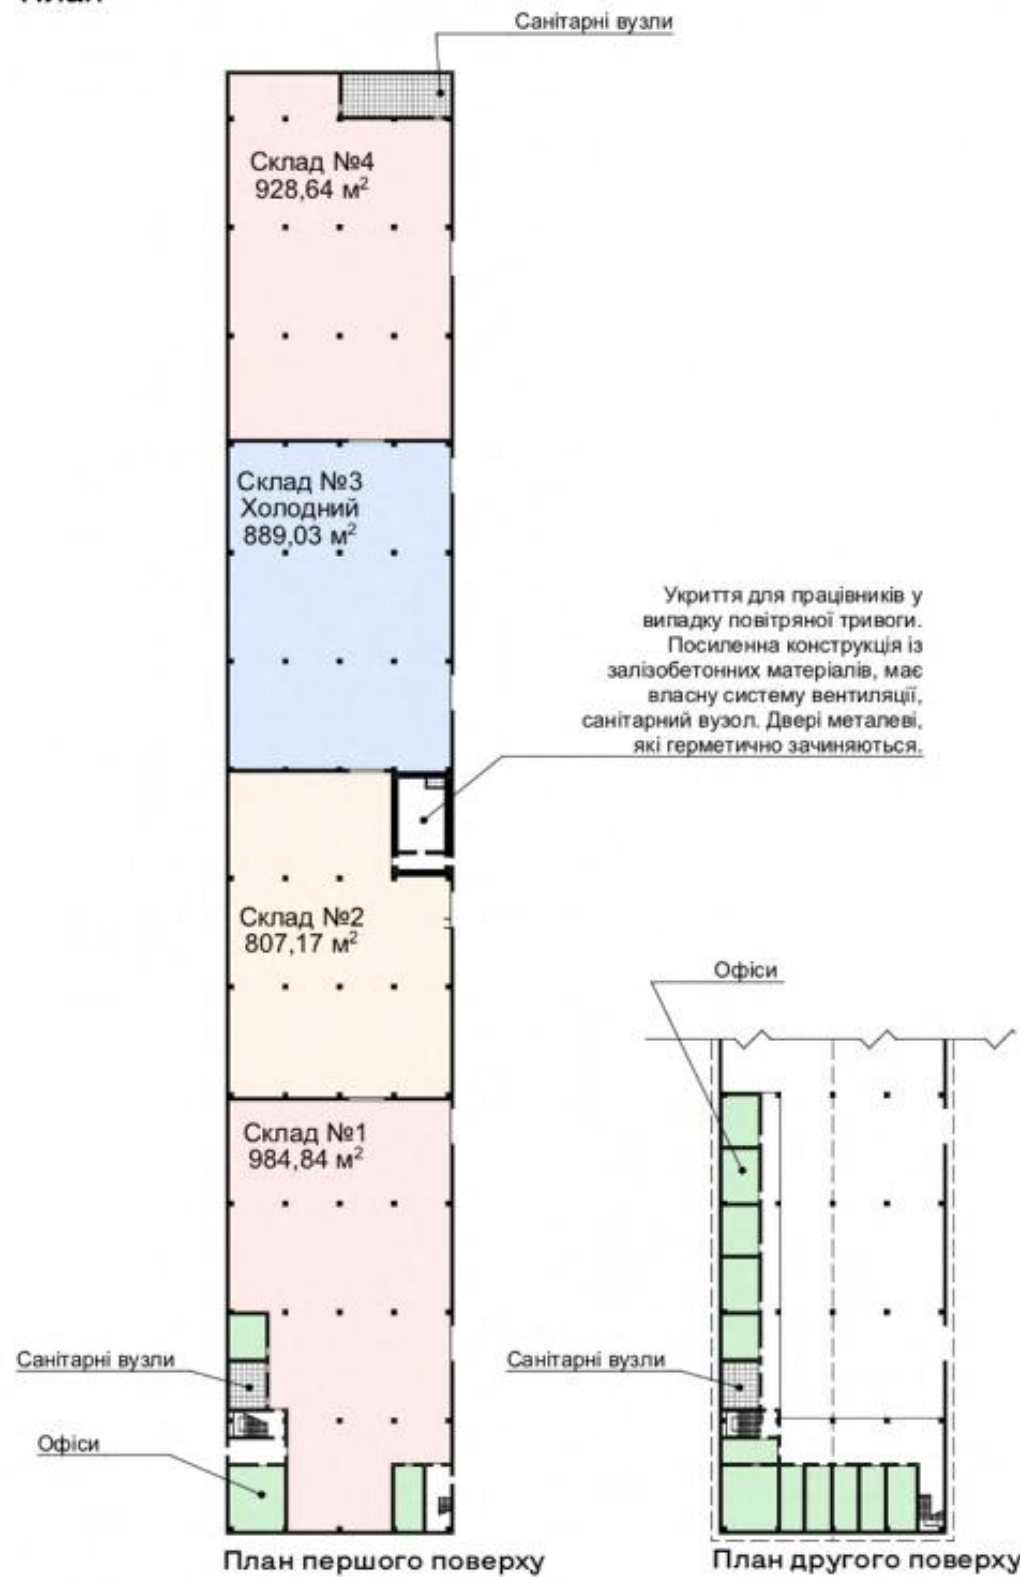 План
Санітарні вузли
Склад №4
928,64 м²
Склад №3
Холодний
889,03 м²
Укриття для працівників у
випадку повітряної тривоги.
Посиленна конструкція із
залізобетонних матеріалів, має
власну систему вентиляції,
санітарний вузол. Двері металеві,
які герметично зачиняються.
Склад №2
807,17 м²
Офіси
Склад №1
984,84 м²
Санітарні вузли
Санітарні вузли
Офіси
План першого поверху
План другого поверху